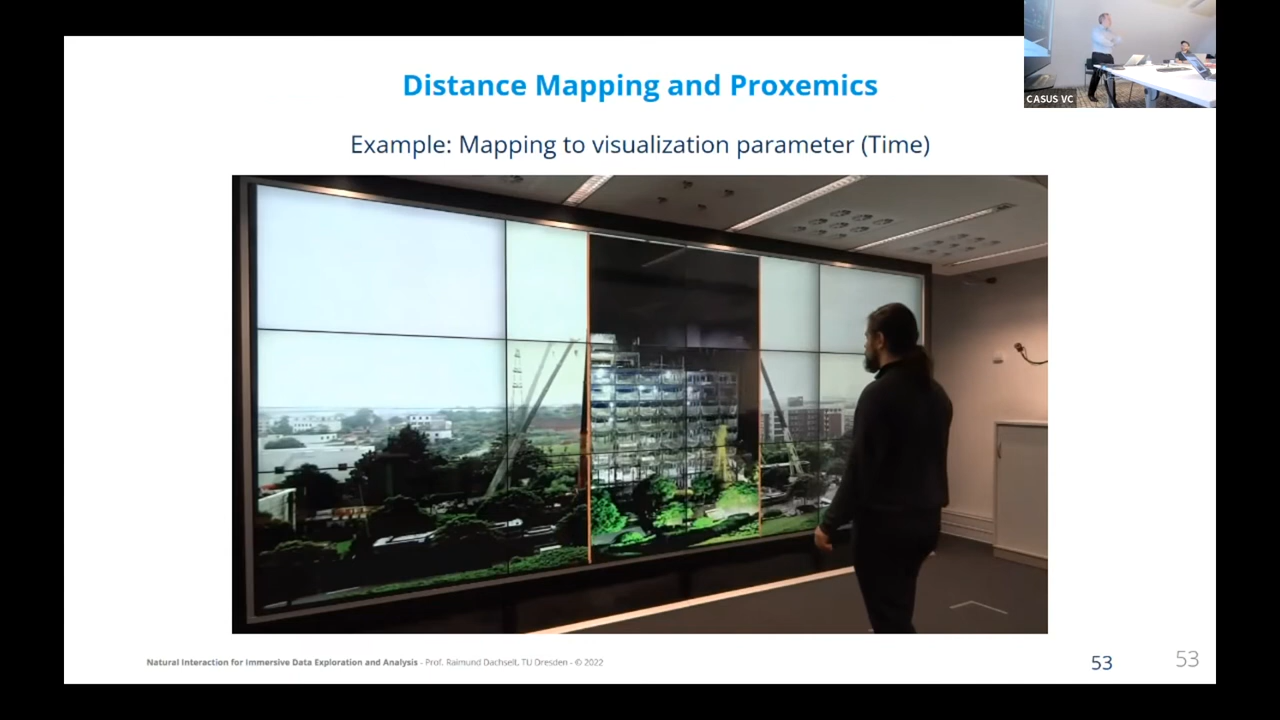 Distance Mapping and Proxemics
CASUS VC
Example: Mapping to visualization parameter (Time)
Natural Interaction for Immersive Data Exploration and Analysis - Prof. Raimund Dachselt, TU Dresden - © 2022
53
53